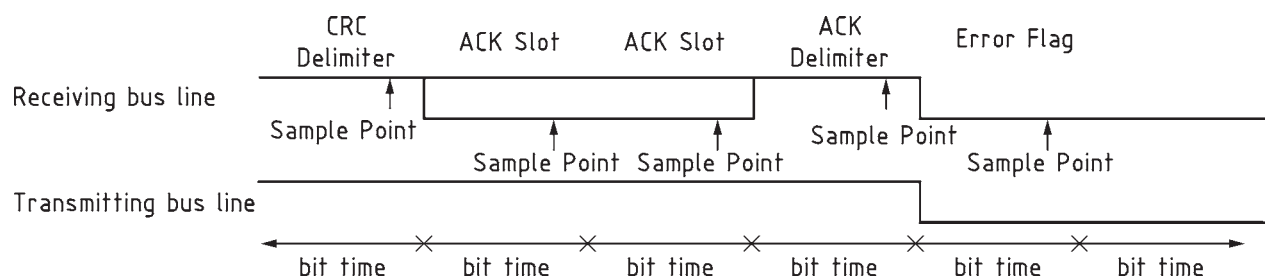 CRC
Delimiter
ACK Slot
ACK Slot
ACK
Delimiter
Error Flag
Receiving bus line
Sample Point
Sample Point
Sample Point
Sample Point
Sample Point
Transmitting bus line
bit time
bit time
bit time
bit time
bit time
bit time